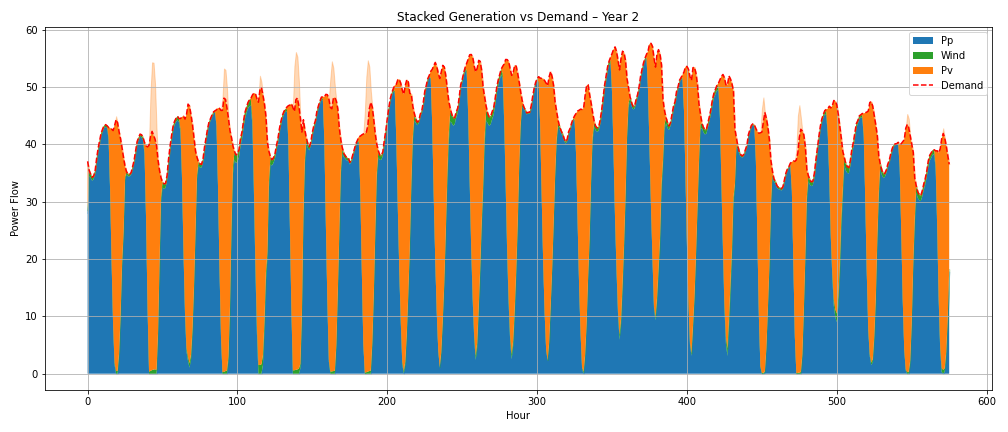 Stacked Generation vs Demand – Year 2
Pp
Wind
Pv
Demand
Power Flow
60
50
40
30
20
10
0
0 100 200 300 400 500 600
Hour